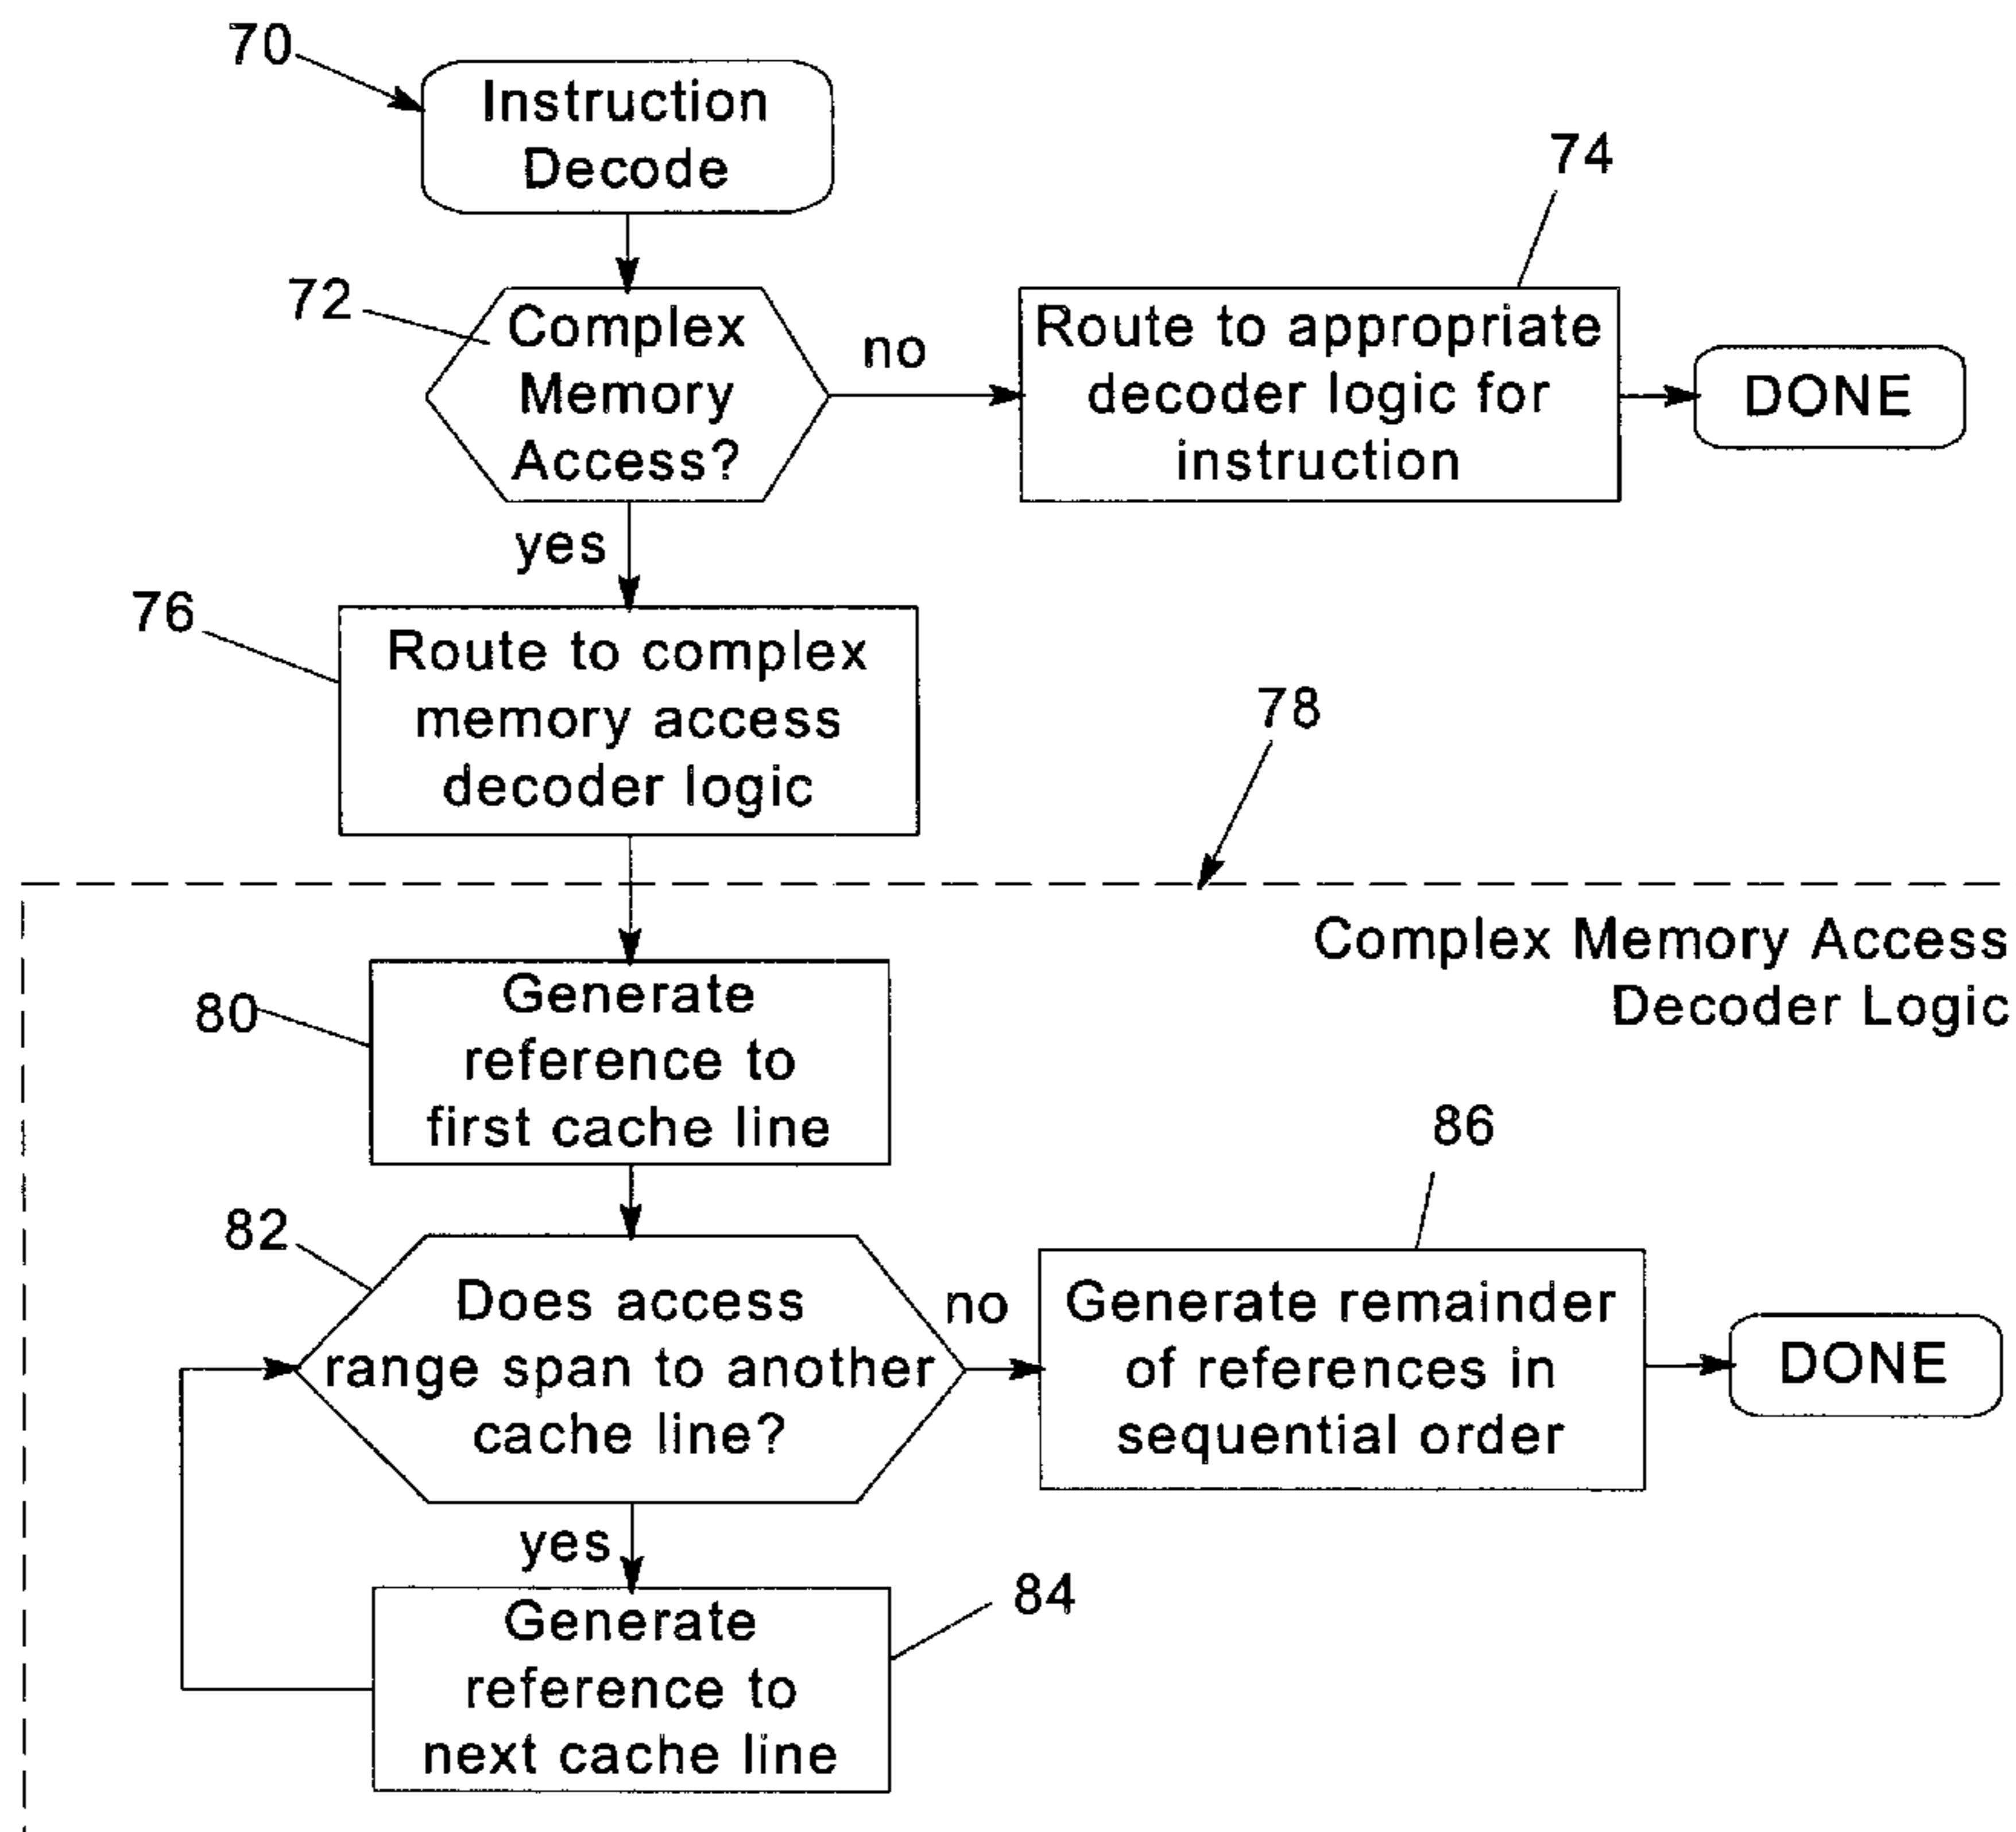 70
Instruction
Decode
74
72
Complex
Memory
Access?
no
Route to appropriate
decoder logic for
instruction
DONE
yes
76
Route to complex
memory access
decoder logic
78
Complex Memory Access
Decoder Logic
80
Generate
reference to
first cache line
86
82
Does access
range span to another
cache line?
no
Generate remainder
of references in
sequential order
DONE
yes
84
Generate
reference to
next cache line